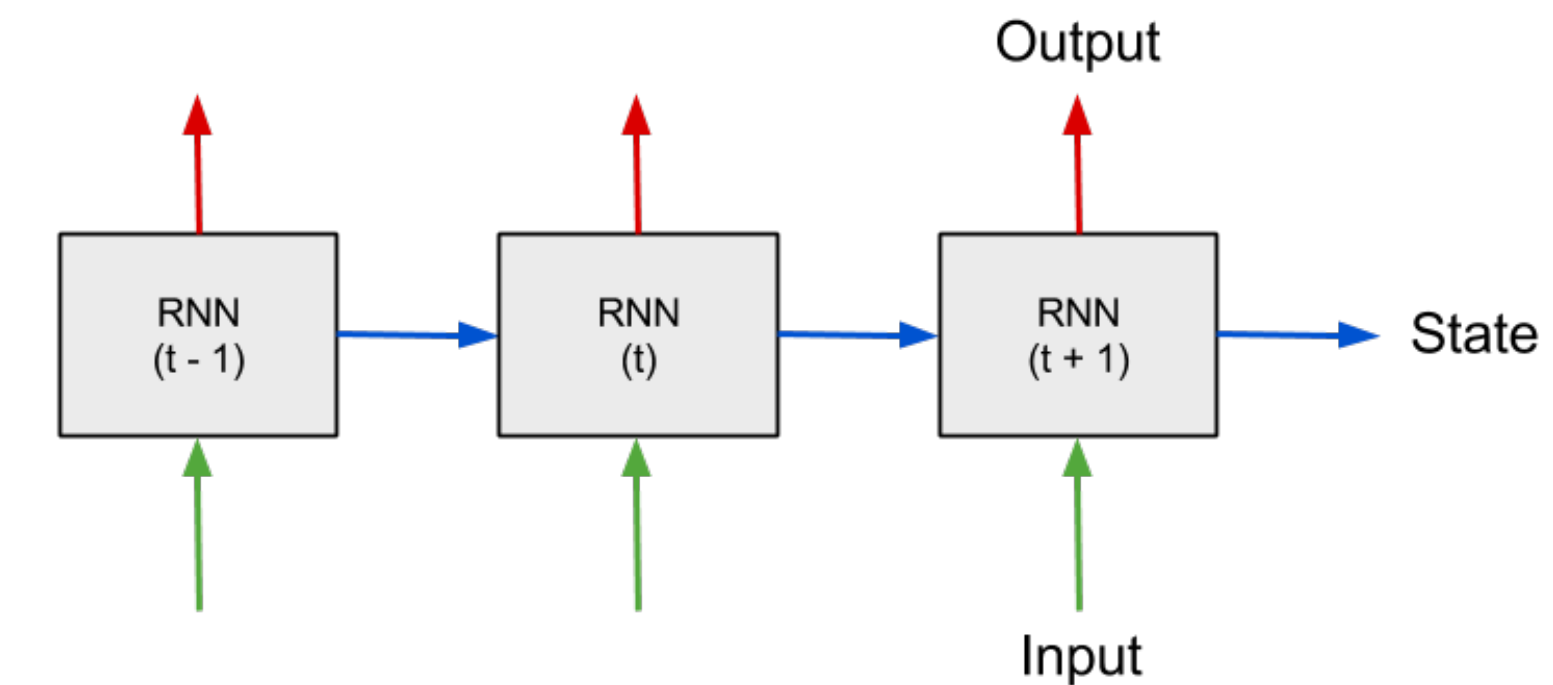 Output
RNN
(t - 1)
RNN
(t)
RNN
(t + 1)
State
Input